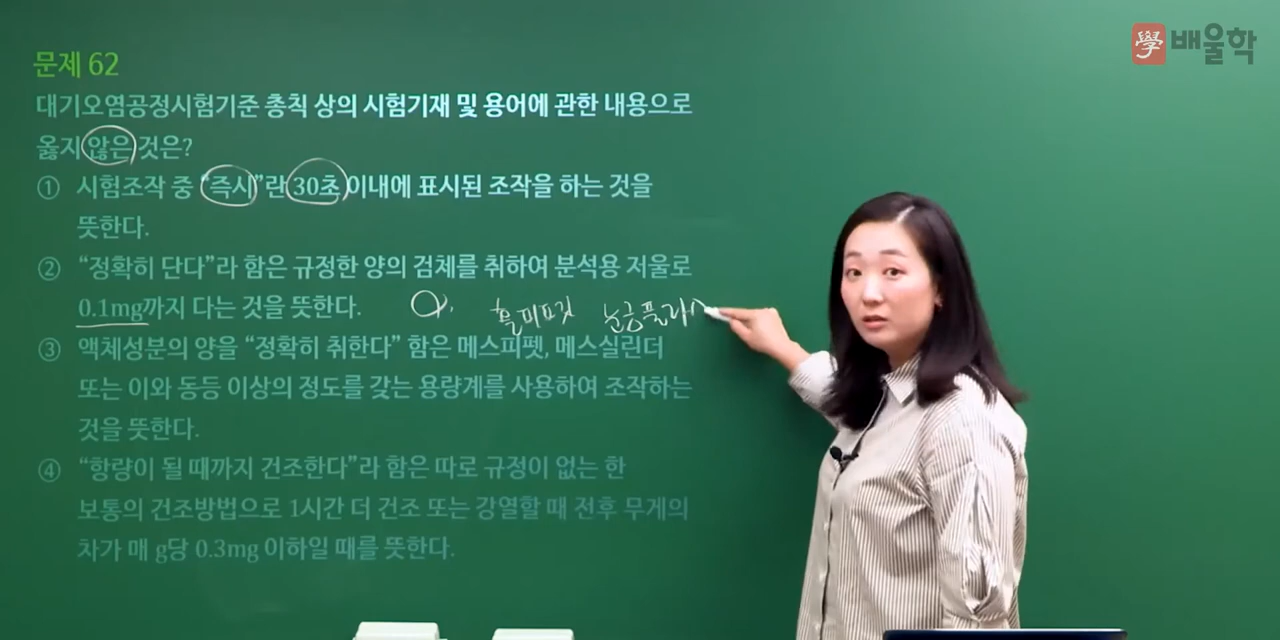 學 배울학
문제 62
대기오염공정시험기준 총칙 상의 시험기재 및 용어에 관한 내용으로
옳지 않은 것은?
① 시험조작 중 “즉시”란 30초 이내에 표시된 조작을 하는 것을
뜻한다.
② “정확히 단다”라 함은 규정한 양의 검체를 취하여 분석용 저울로
0.1mg까지 다는 것을 뜻한다.
홀피펫 눈금플라
③ 액체성분의 양을 “정확히 취한다” 함은 메스피펫, 메스실린더
또는 이와 동등 이상의 정도를 갖는 용량계를 사용하여 조작하는
것을 뜻한다.
④ “항량이 될 때까지 건조한다”라 함은 따로 규정이 없는 한
보통의 건조방법으로 1시간 더 건조 또는 강열할 때 전후 무게의
차가 매 g당 0.3mg 이하일 때를 뜻한다.